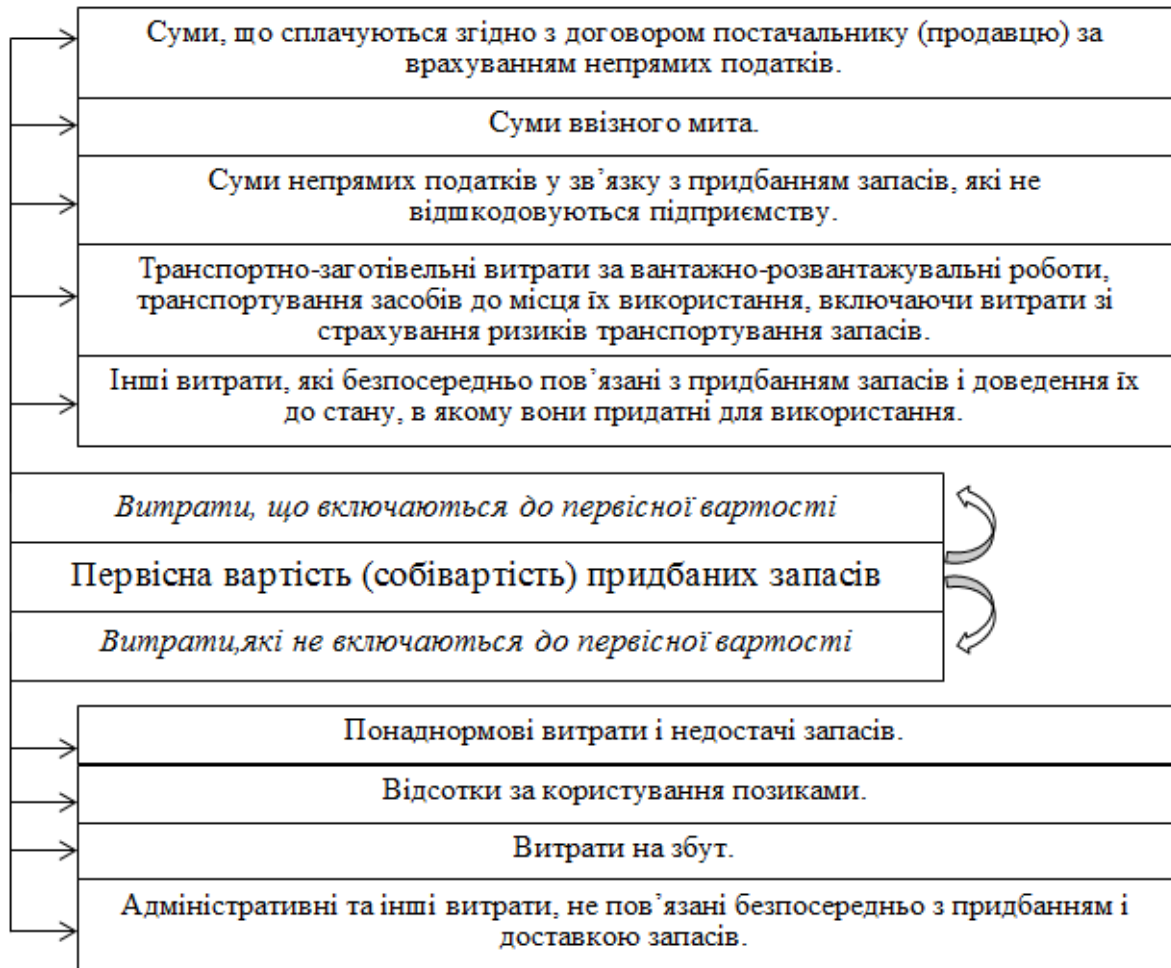 Суми, що сплачуються згідно з договором постачальнику (продавцю) за
врахуванням непрямих податків.
Суми ввізного мита.
Суми непрямих податків у зв’язку з придбанням запасів, які не
відшкодовуються підприємству.
Транспортно-заготівельні витрати за вантажно-розвантажувальні роботи,
транспортування засобів до місця їх використання, включаючи витрати зі
страхування ризиків транспортування запасів.
Інші витрати, які безпосередньо пов’язані з придбанням запасів і доведення їх
до стану, в якому вони придатні для використання.
Витрати, що включаються до первісної вартості
Первісна вартість (собівартість) придбаних запасів
Витрати,які не включаються до первісної вартості
Понаднормові витрати і недостачі запасів.
Відсотки за користування позиками.
Витрати на збут.
Адміністративні та інші витрати, не пов’язані безпосередньо з придбанням і
доставкою запасів.